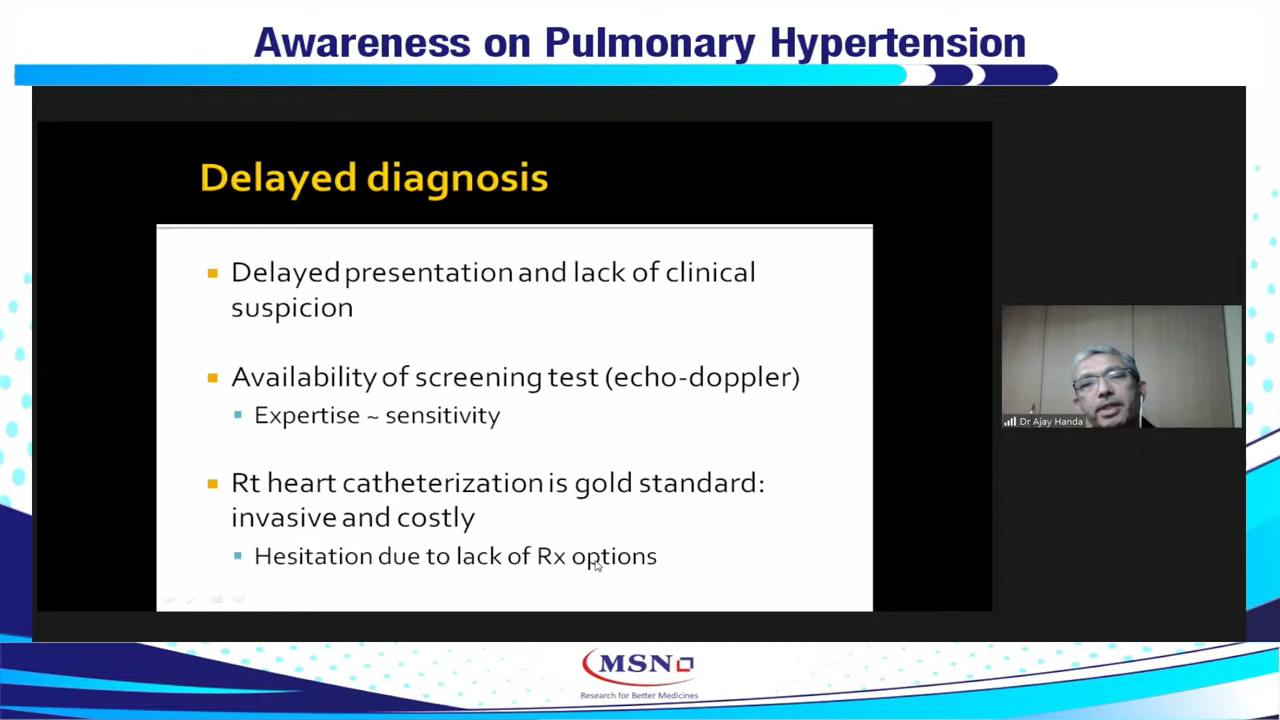 Awareness on Pulmonary Hypertension
Delayed diagnosis
Delayed presentation and lack of clinical
suspicion
Availability of screening test (echo-doppler)
Expertise ~ sensitivity
Rt heart catheterization is gold standard:
invasive and costly
Hesitation due to lack of Rx options
Dr Ajay Handa
MSN
Research for Better Medicines